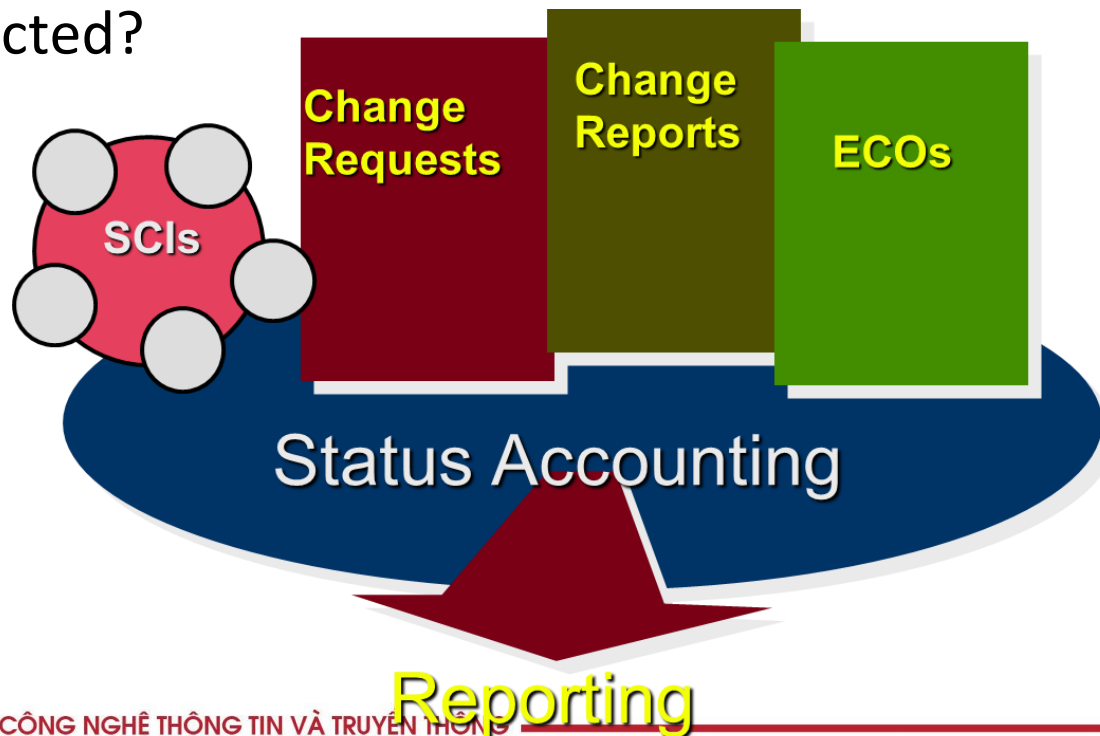 cted?
Change
Requests
Change
Reports
ECOs
SCIs
Status Accounting
Reporting
CÔNG NGHỆ THÔNG TIN VÀ TRUYỀN THÔNG